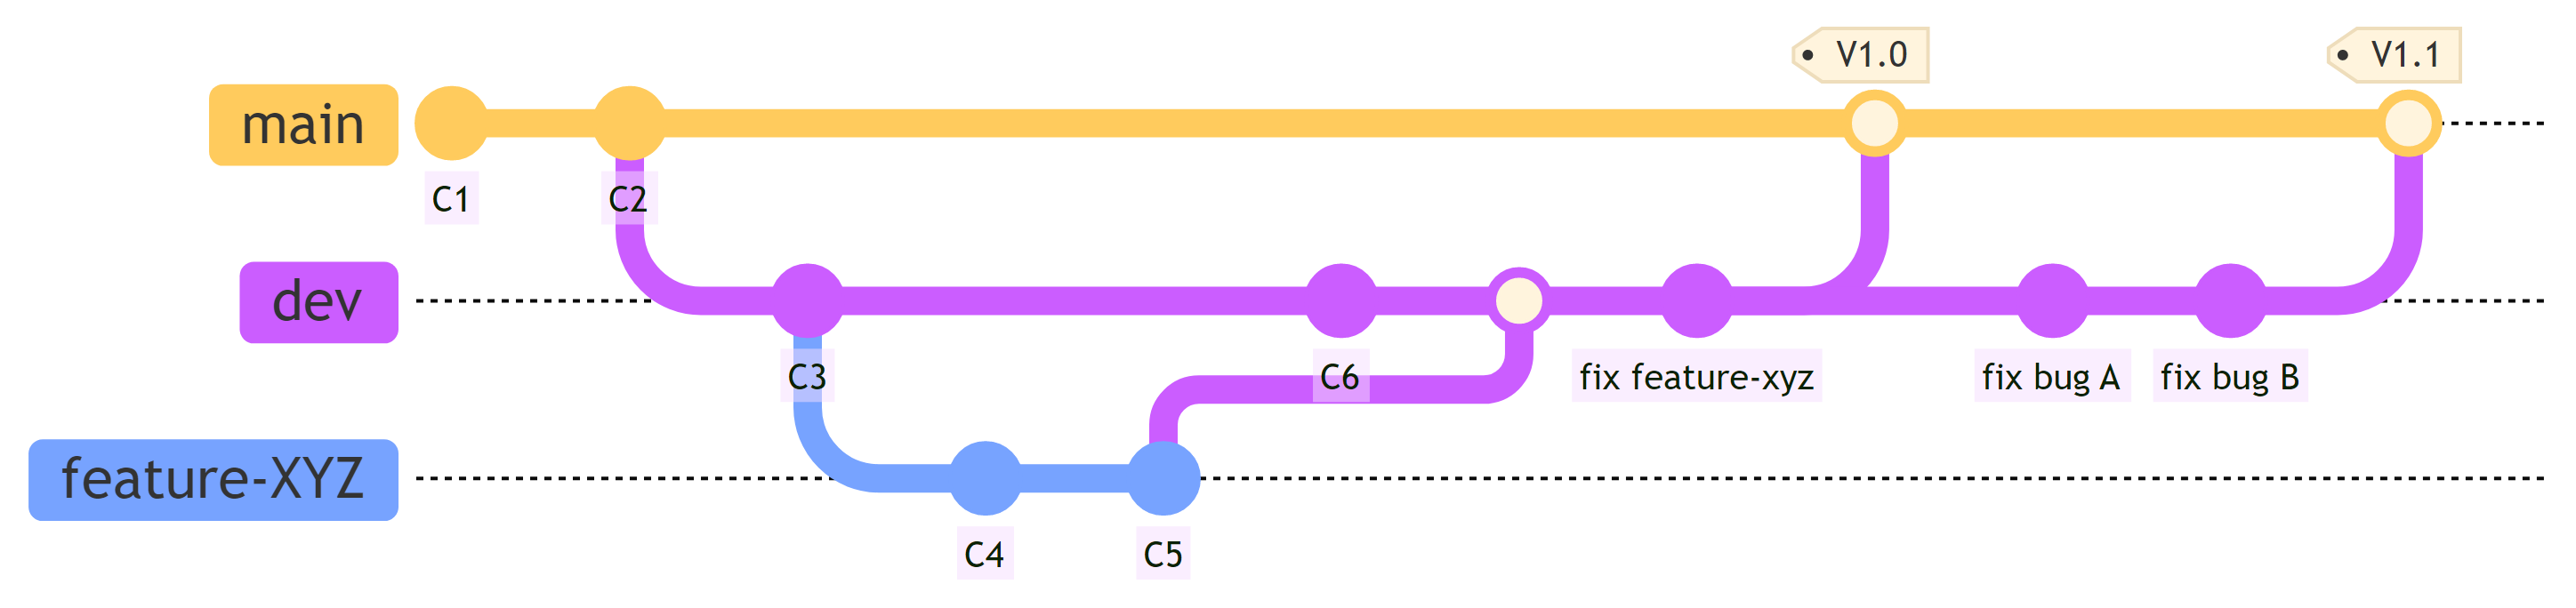 V1.0
V1.1
main
C1
C2
dev
C3
C6
fix feature-xyz
fix bug A
fix bug B
feature-XYZ
C4
C5